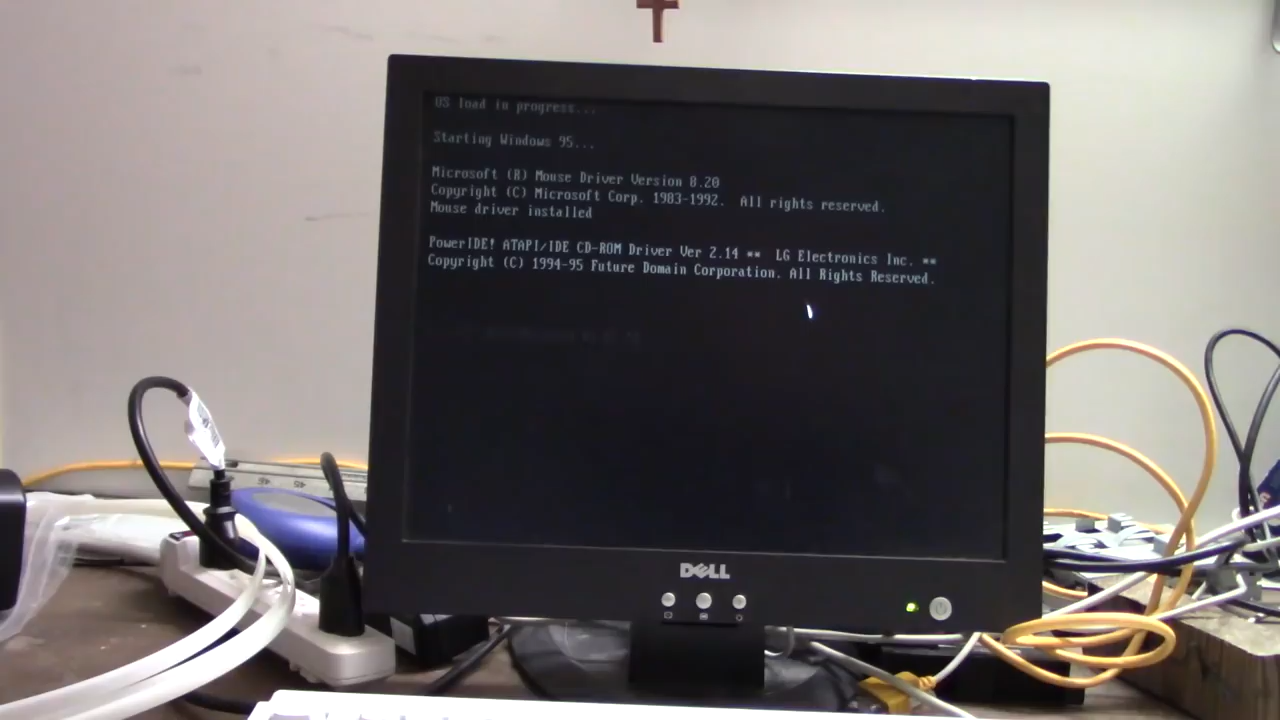 OS load in progress...
Starting Windows 95...
Microsoft (R) Mouse Driver Version 8.20
Copyright (C) Microsoft Corp. 1983-1992.  All rights reserved.
Mouse driver installed
PowerIDE! ATAPI/IDE CD-ROM Driver Ver 2.14 **  LG Electronics Inc. **
Copyright (C) 1994-95 Future Domain Corporation. All Rights Reserved.
DELL